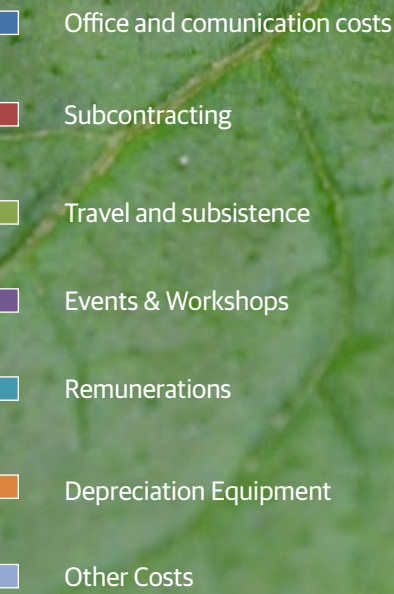 Office and comunication costs
Subcontracting
Travel and subsistence
Events & Workshops
Remunerations
Depreciation Equipment
Other Costs